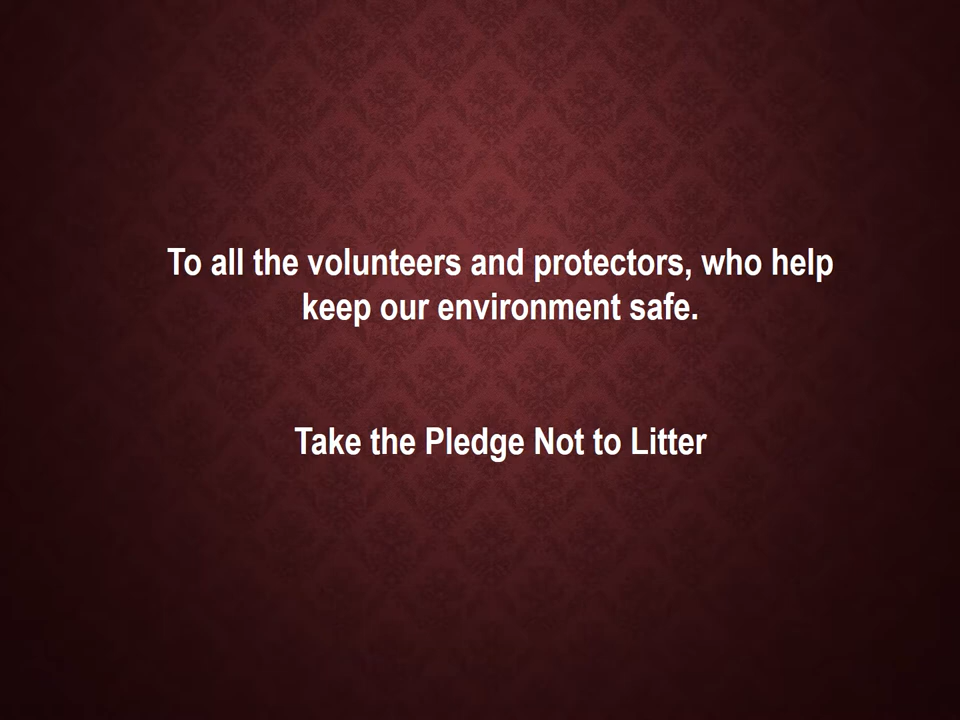 To all the volunteers and protectors, who help
keep our environment safe.
Take the Pledge Not to Litter